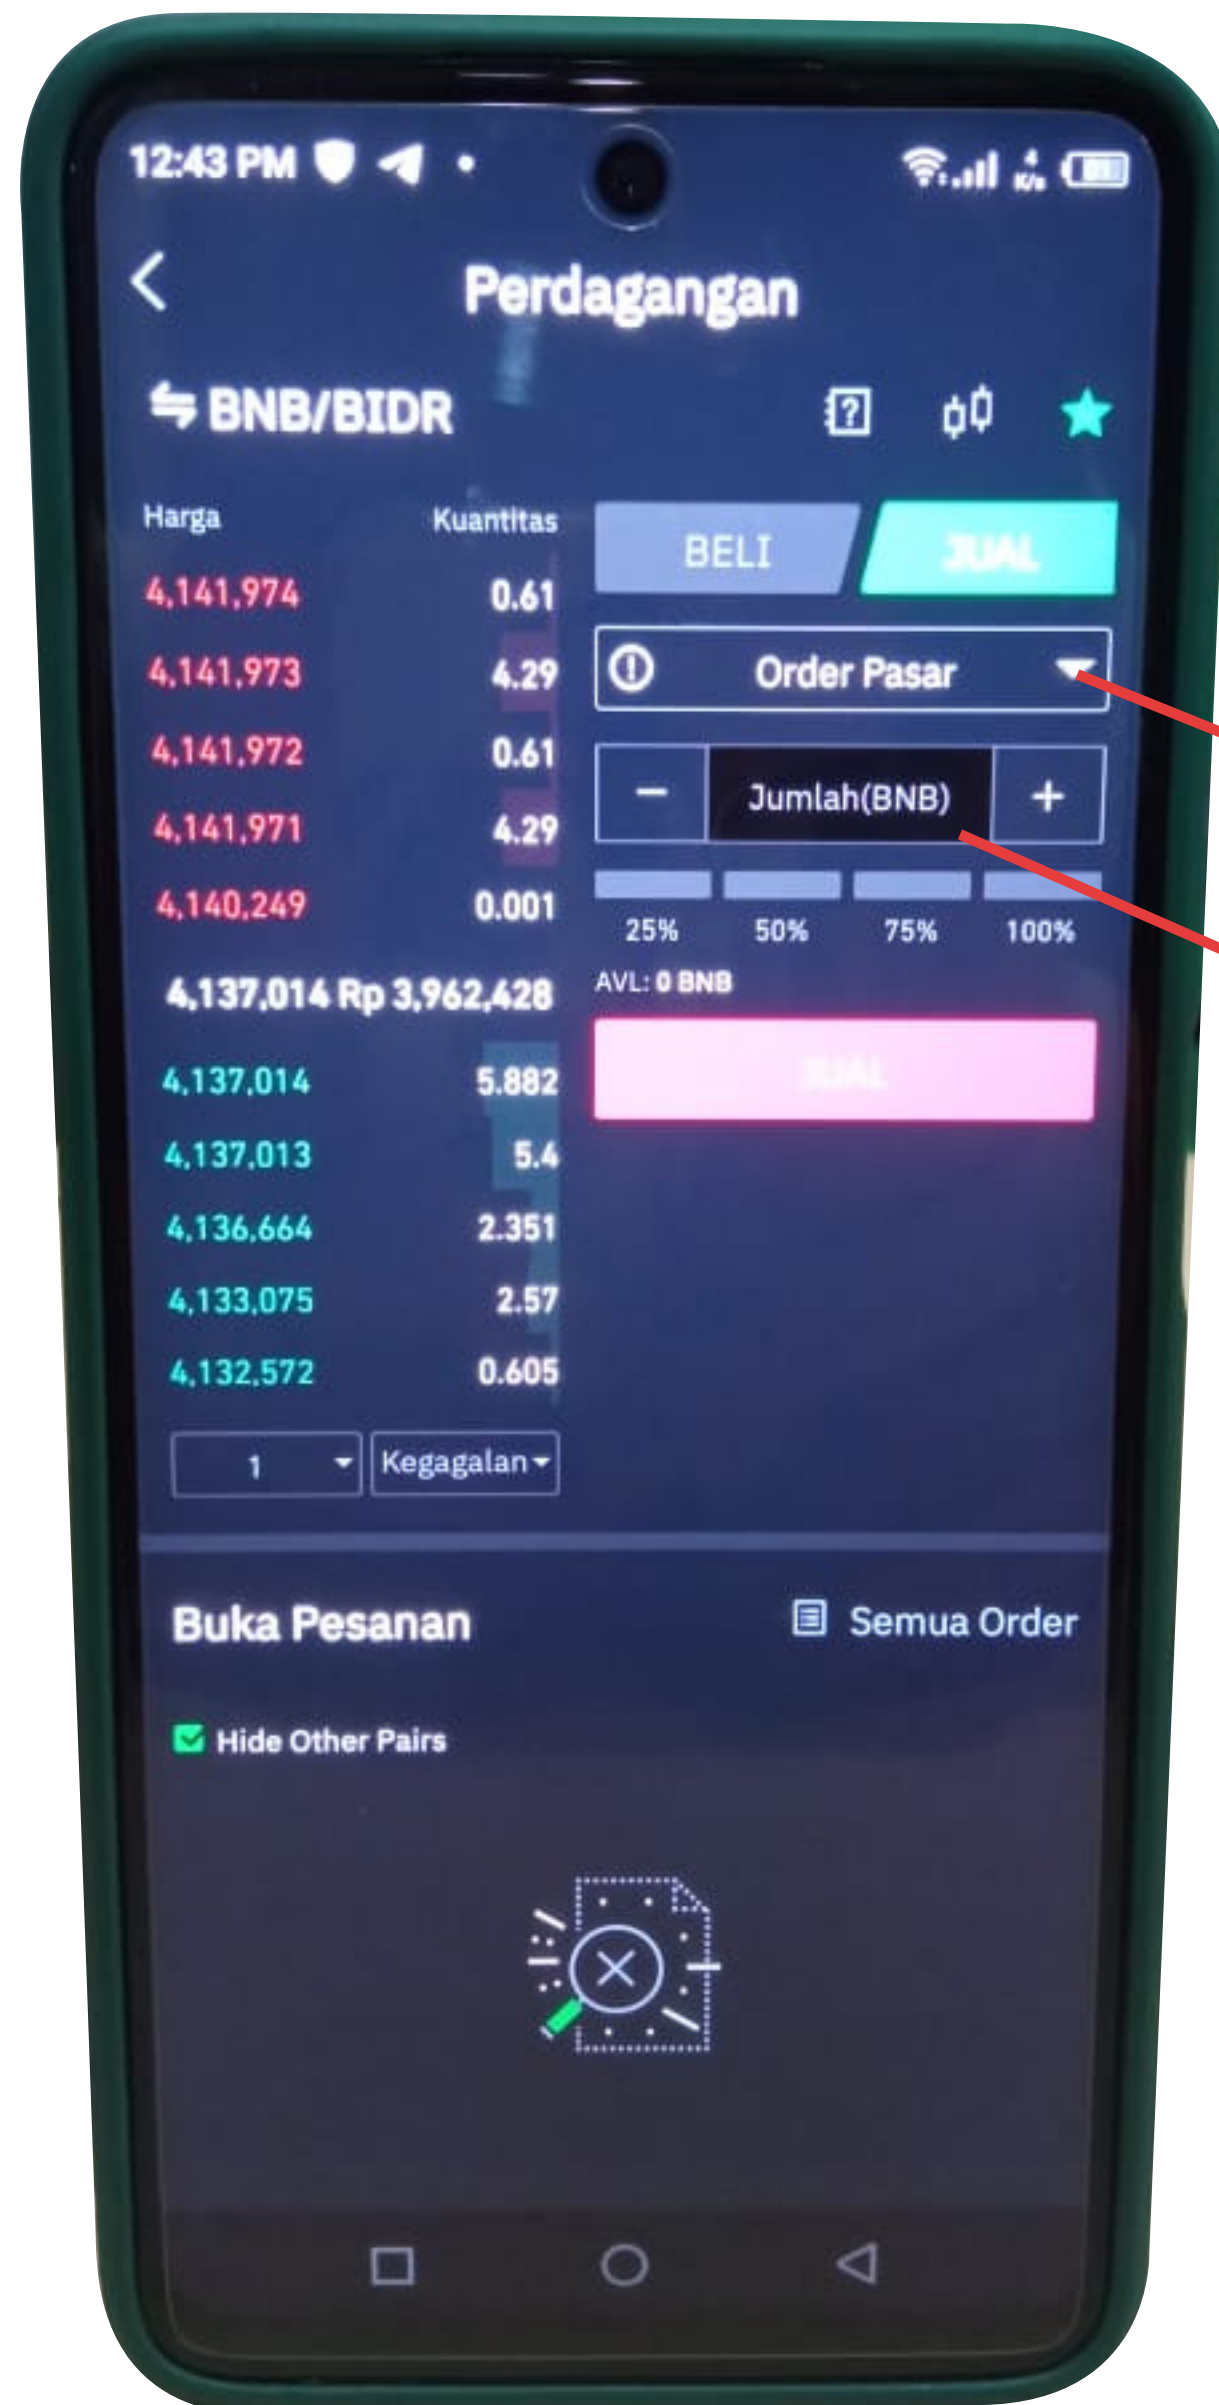 12:43 PM
4
K/s
Perdagangan
BNB/BIDR
Harga Kuantitas
4,141,974 0.61
4,141,973 4.29
4,141,972 0.61
4,141,971 4.29
4,140,249 0.001
4,137,014 Rp 3,962,428
4,137,014 5.882
4,137,013 5.4
4,136,664 2.351
4,133,075 2.57
4,132,572 0.605
1 Kegagalan
BELI JUAL
Order Pasar
− Jumlah(BNB) +
25% 50% 75% 100%
AVL: 0 BNB
JUAL
Buka Pesanan Semua Order
Hide Other Pairs